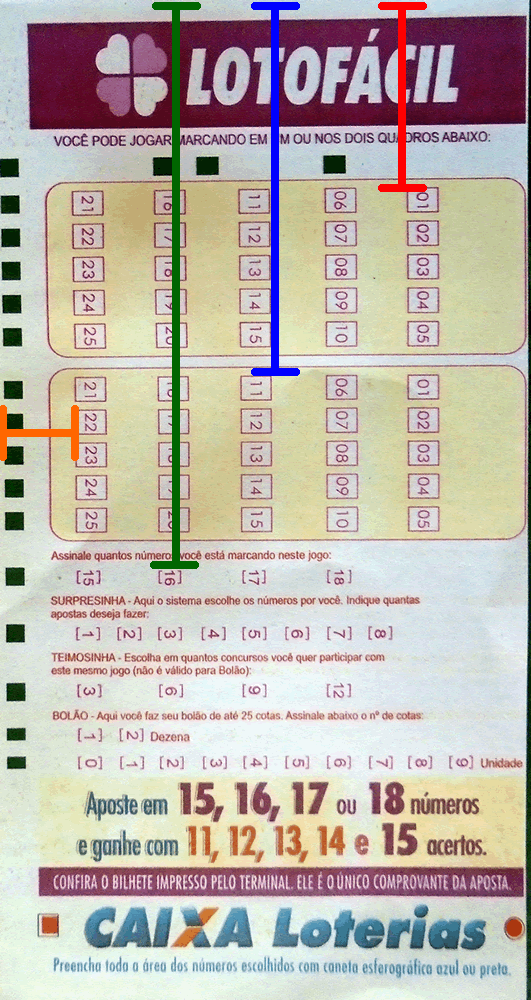 LOTOFÁCIL
VOCÊ PODE JOGAR MARCANDO EM UM OU NOS DOIS QUADROS ABAIXO:
21 16 11 06 01
22 17 12 07 02
23 18 13 08 03
24 19 14 09 04
25 20 15 10 05
21 11 06 01
22 12 07 02
23 13 08 03
24 14 09 04
25 15 10 05
Assinale quantos números você está marcando neste jogo:
[15] [16] [17] [18]
SURPRESINHA - Aqui o sistema escolhe os números por você. Indique quantas
apostas deseja fazer:
[1] [2] [3] [4] [5] [6] [7] [8]
TEIMOSINHA - Escolha em quantos concursos você quer participar com
este mesmo jogo (não é válido para Bolão):
[3] [6] [9] [12]
BOLÃO - Aqui você faz seu bolão de até 25 cotas. Assinale abaixo o nº de cotas:
[1] [2] Dezena
[0] [1] [2] [3] [4] [5] [6] [7] [8] [9] Unidade
Aposte em 15, 16, 17 ou 18 números
e ganhe com 11, 12, 13, 14 e 15 acertos.
CONFIRA O BILHETE IMPRESSO PELO TERMINAL. ELE É O ÚNICO COMPROVANTE DA APOSTA.
CAIXA Loterias
Preencha toda a área dos números escolhidos com caneta esferográfica azul ou preta.